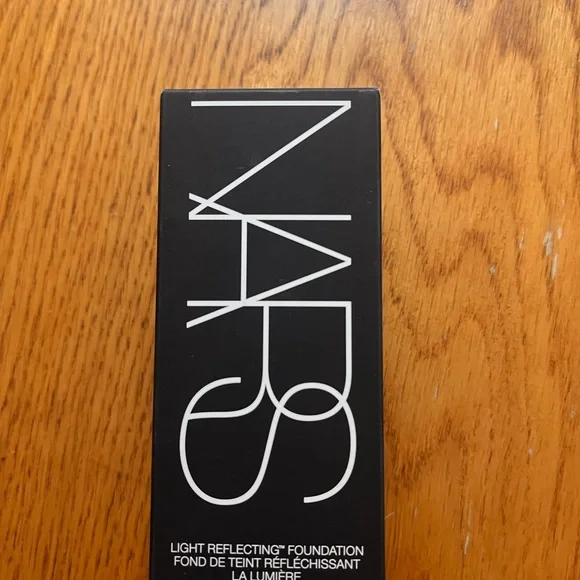 NARS
LIGHT REFLECTING™ FOUNDATION
FOND DE TEINT RÉFLÉCHISSANT
LA LUMIÈRE